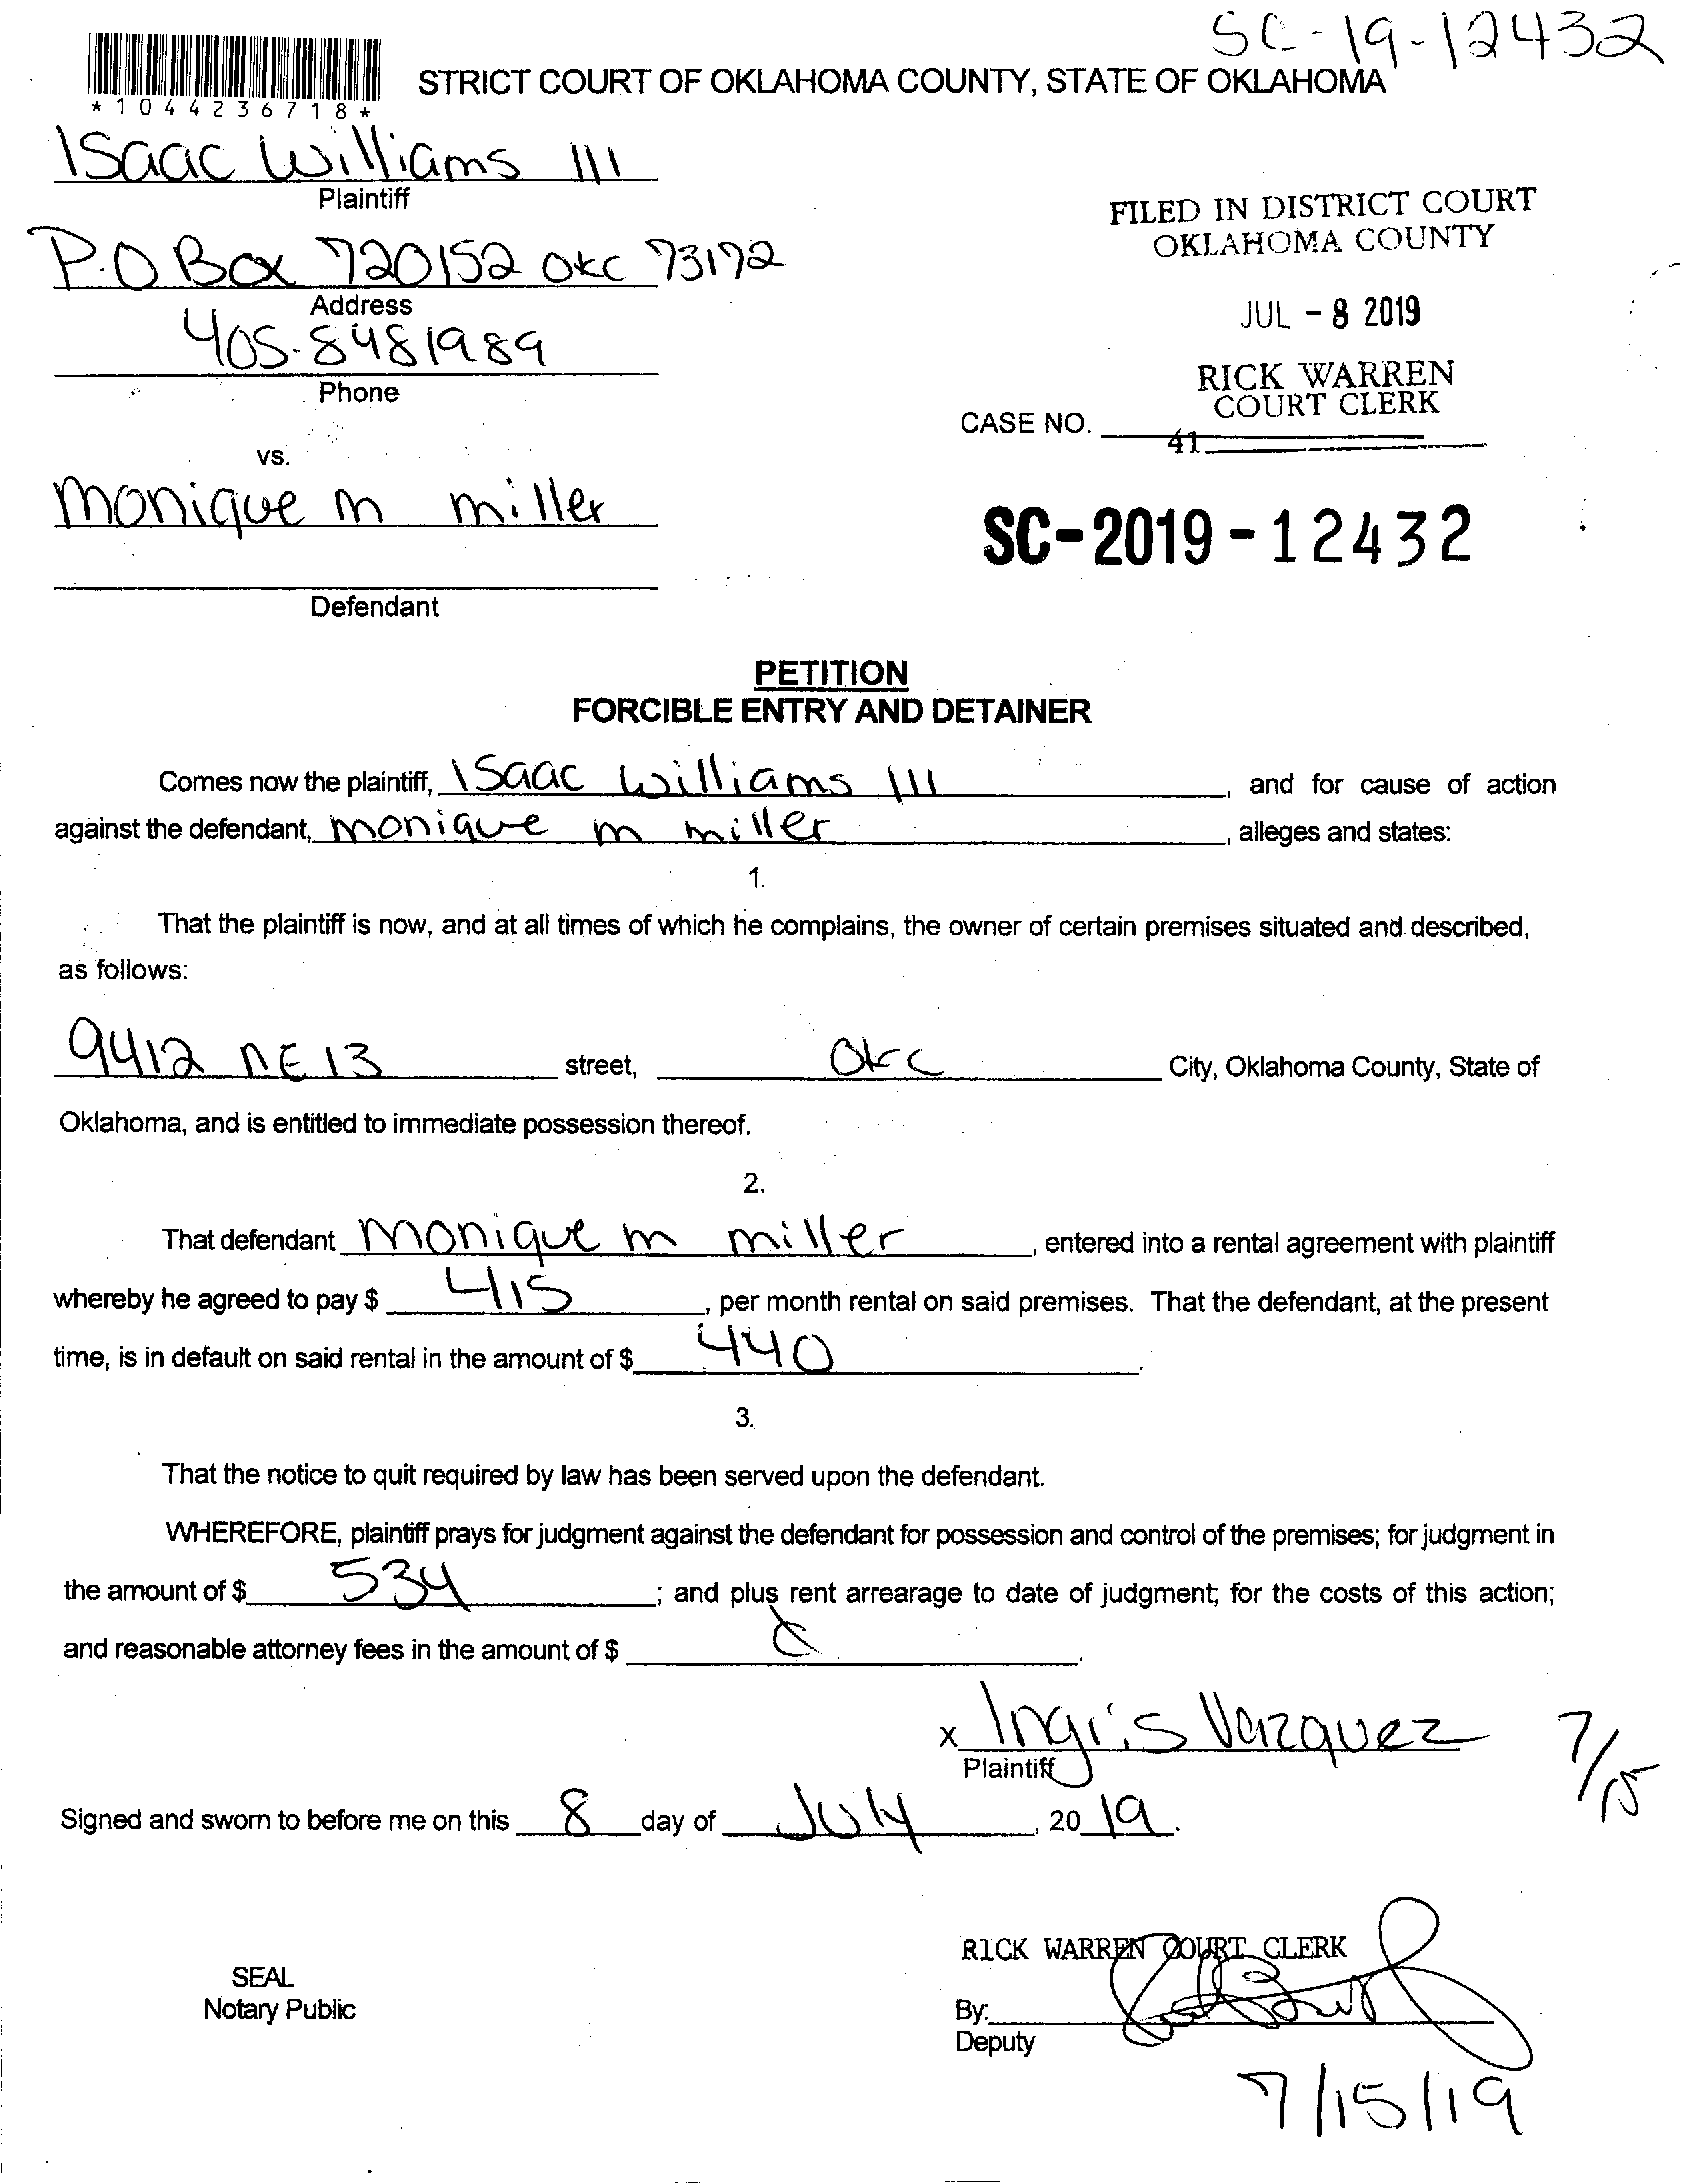 SC-19-12432
STRICT COURT OF OKLAHOMA COUNTY, STATE OF OKLAHOMA
*1044236718*
Isaac Williams III
Plaintiff
P.O Box 720152 OKC 73172
Address
405-8481989
Phone
FILED IN DISTRICT COURT
OKLAHOMA COUNTY
JUL - 8 2019
RICK WARREN
COURT CLERK
CASE NO.
41
vs.
Monique m miller
SC-2019-12432
Defendant
PETITION
FORCIBLE ENTRY AND DETAINER
Comes now the plaintiff, Isaac Williams III, and for cause of action
against the defendant, Monique m miller, alleges and states:
1.
That the plaintiff is now, and at all times of which he complains, the owner of certain premises situated and described,
as follows:
9412 NE 13 street, OKC City, Oklahoma County, State of
Oklahoma, and is entitled to immediate possession thereof.
2.
That defendant Monique m miller, entered into a rental agreement with plaintiff
whereby he agreed to pay $ 415, per month rental on said premises. That the defendant, at the present
time, is in default on said rental in the amount of $ 440.
3.
That the notice to quit required by law has been served upon the defendant.
WHEREFORE, plaintiff prays for judgment against the defendant for possession and control of the premises; for judgment in
the amount of $ 534; and plus rent arrearage to date of judgment; for the costs of this action;
and reasonable attorney fees in the amount of $
x Ingris Vazquez
Plaintiff
7/15
Signed and sworn to before me on this 8 day of July, 2019.
RICK WARREN COURT CLERK
SEAL
Notary Public
By:
Deputy
7/15/19